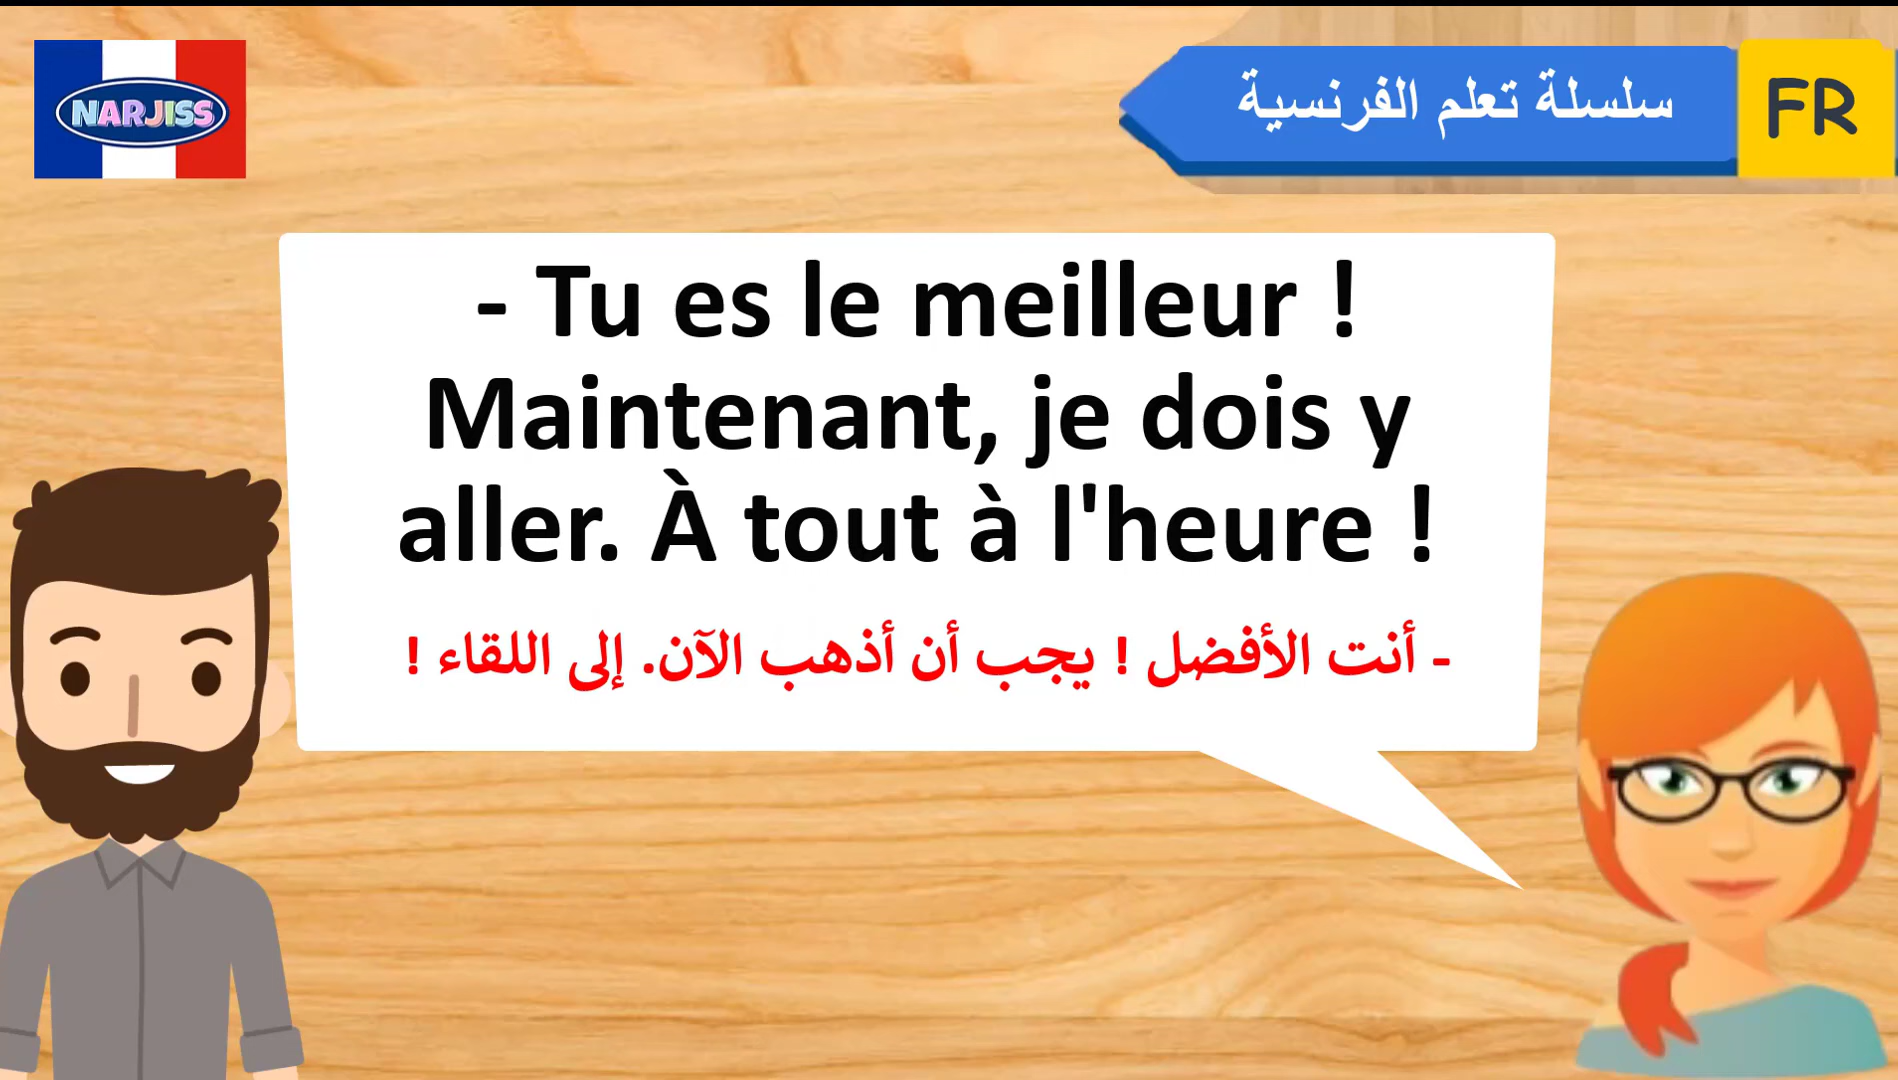 NARJISS
سلسلة تعلم الفرنسية
FR
- Tu es le meilleur !
Maintenant, je dois y
aller. À tout à l'heure !
- أنت الأفضل ! يجب أن أذهب الآن. إلى اللقاء !